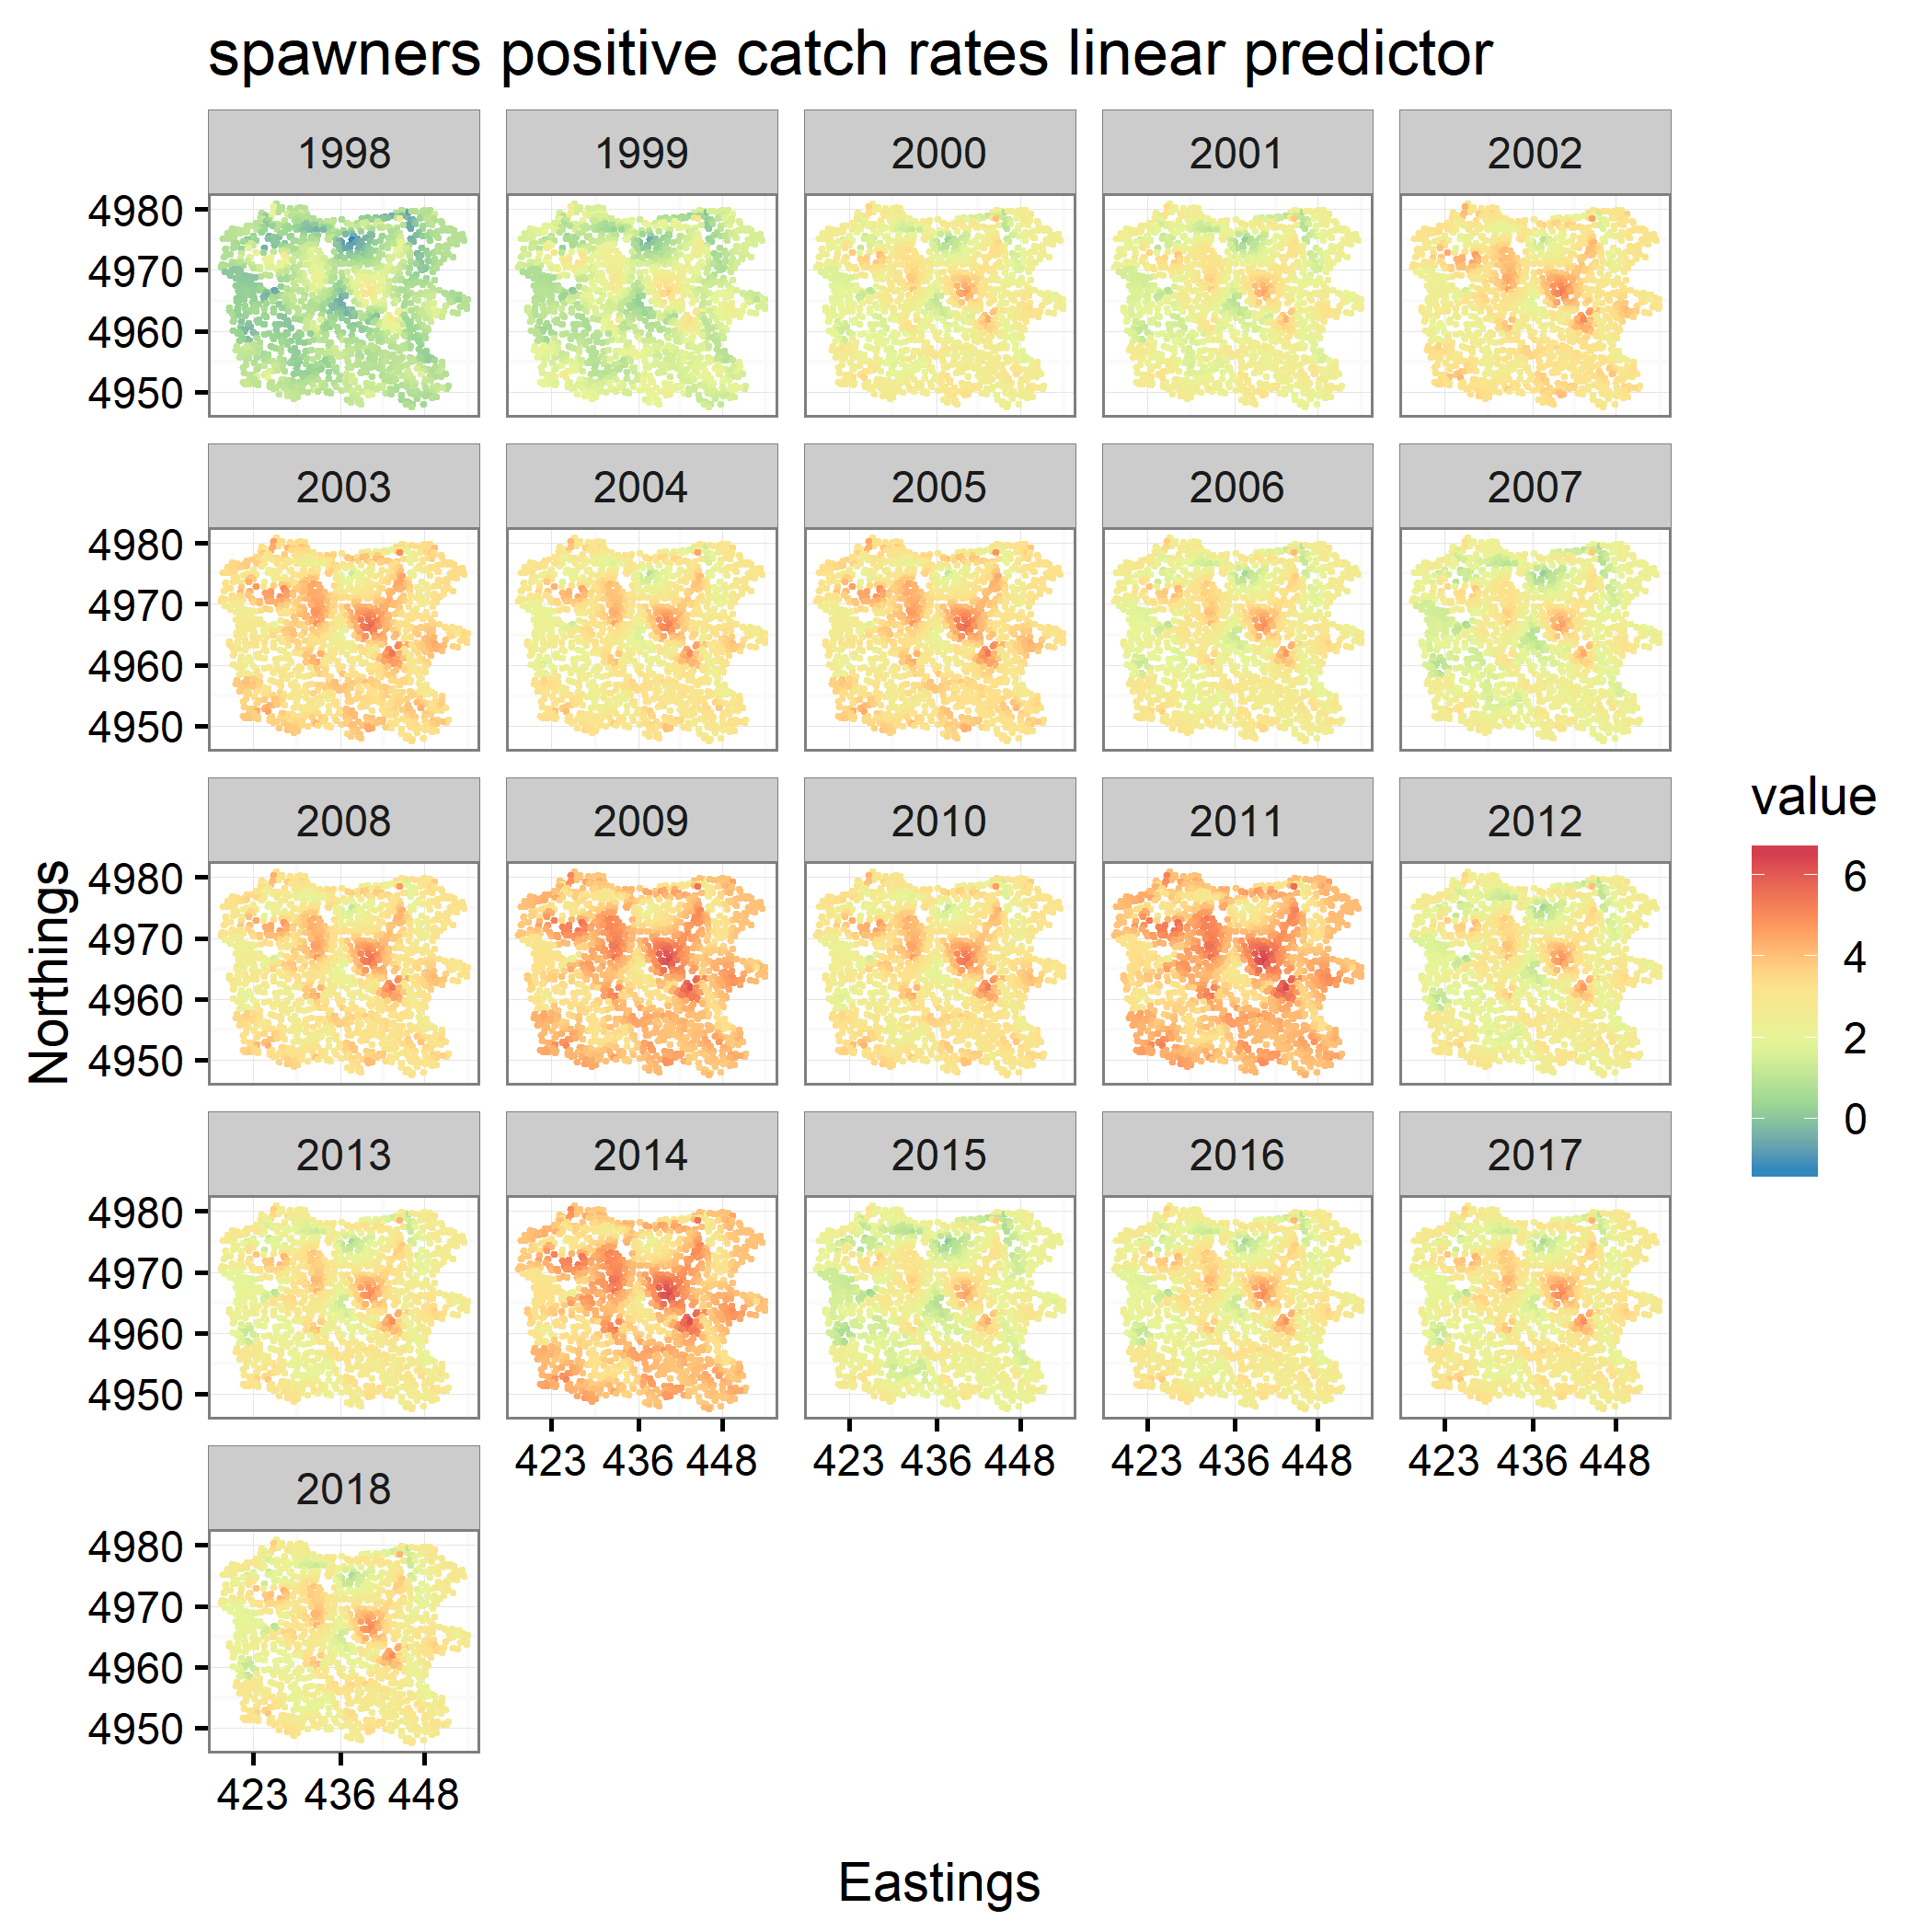 spawners positive catch rates linear predictor
1998 1999 2000 2001 2002
4980
4970
4960
4950
2003 2004 2005 2006 2007
4980
4970
4960
4950
2008 2009 2010 2011 2012
4980
4970
4960
4950
2013 2014 2015 2016 2017
4980
4970
4960
4950
423 436 448 423 436 448 423 436 448 423 436 448
2018
4980
4970
4960
4950
423 436 448
Eastings
Northings
value
6
4
2
0